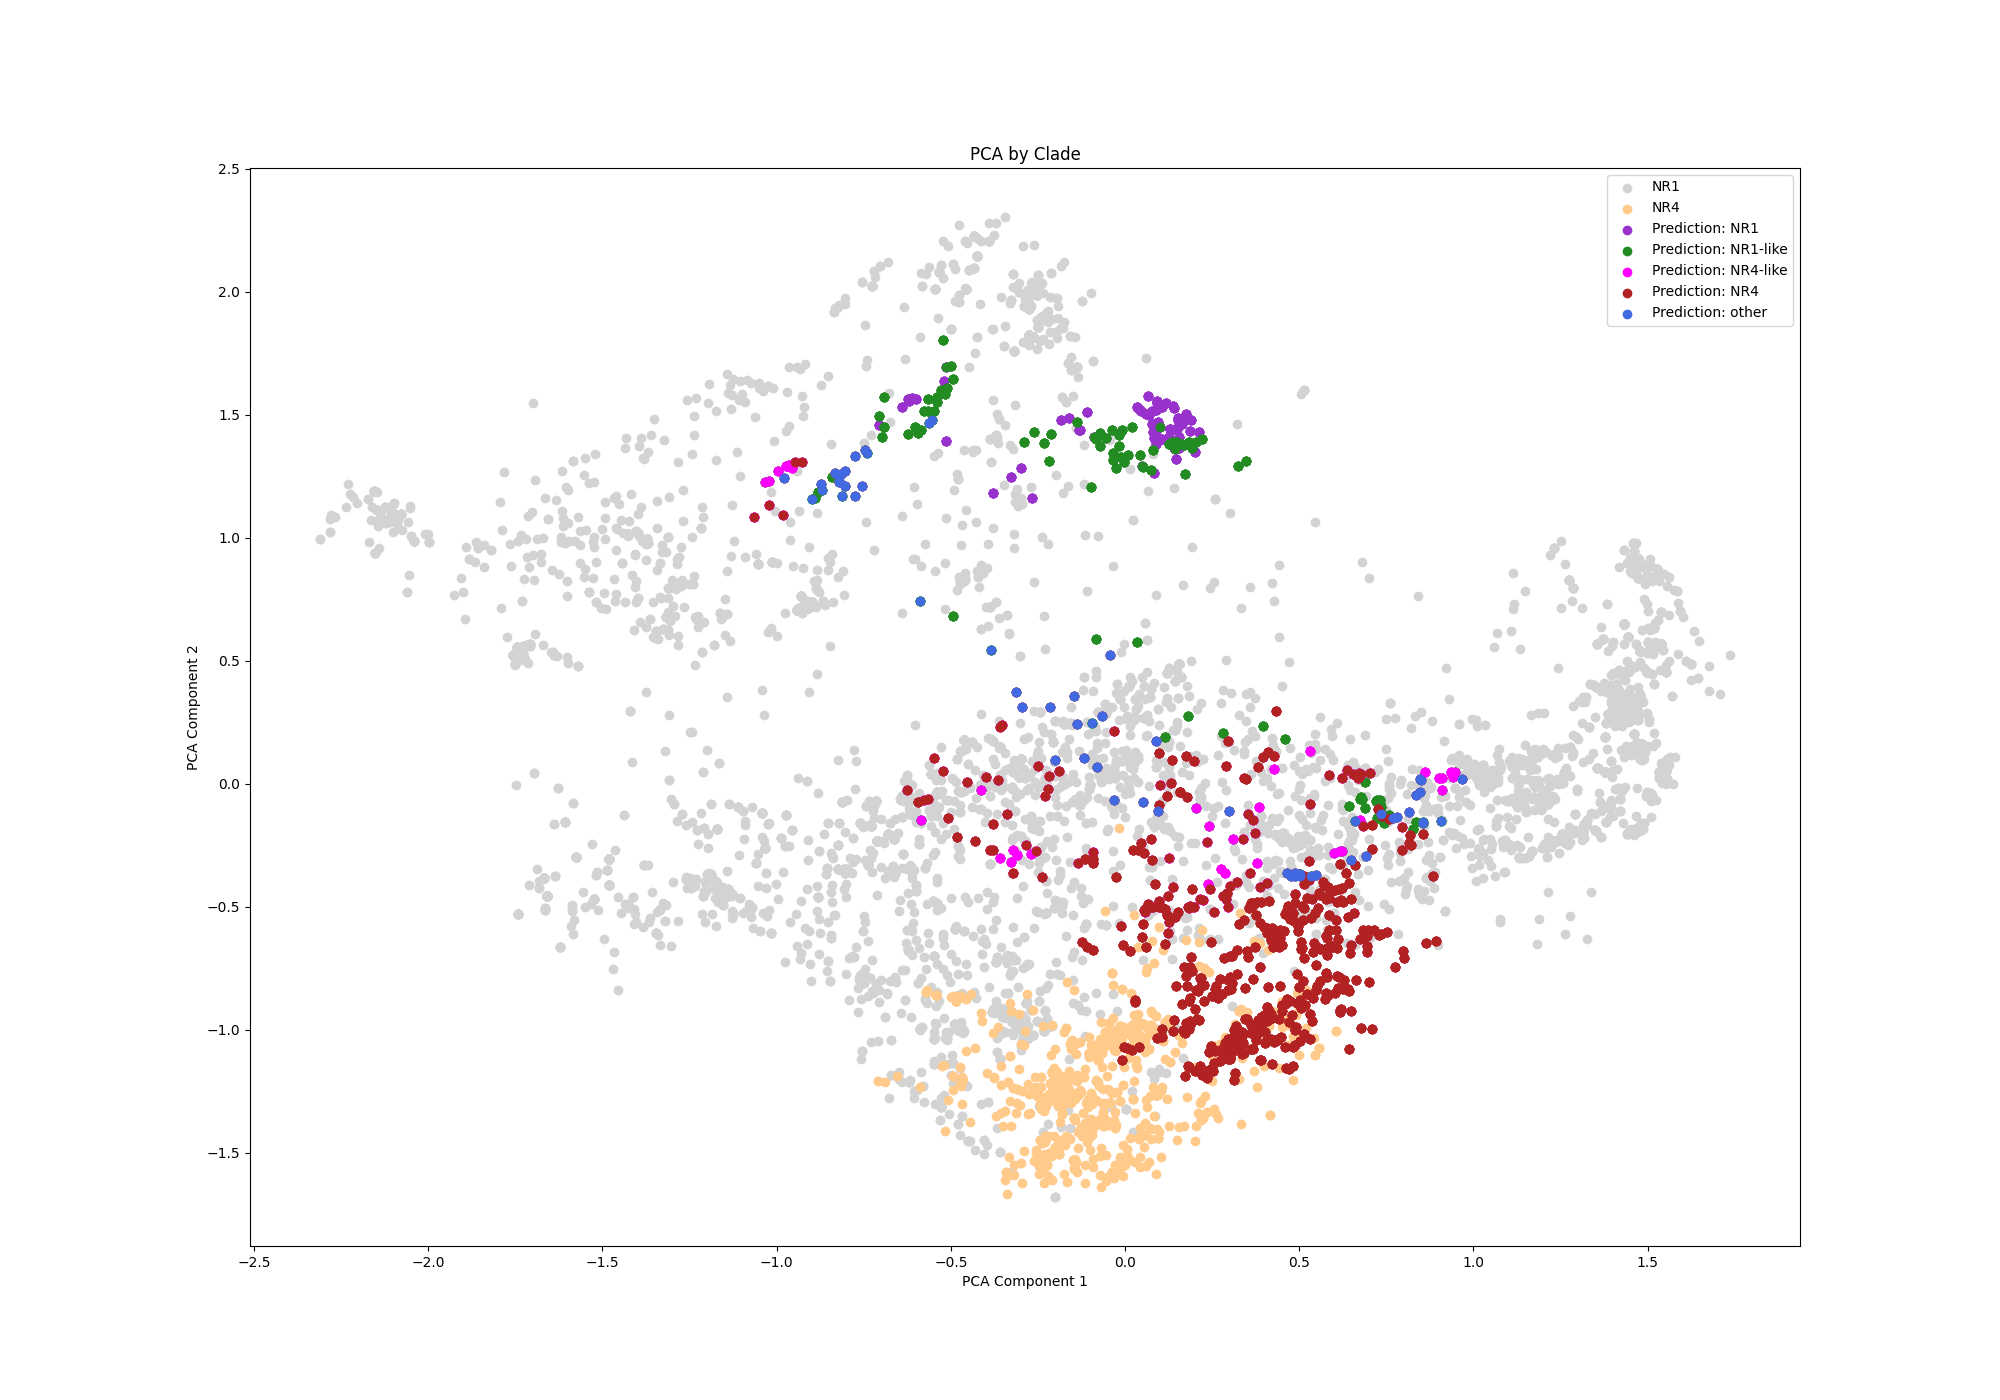 PCA by Clade
NR1
NR4
Prediction: NR1
Prediction: NR1-like
Prediction: NR4-like
Prediction: NR4
Prediction: other
2.5
2.0
1.5
1.0
0.5
0.0
−0.5
−1.0
−1.5
PCA Component 2
−2.5
−2.0
−1.5
−1.0
−0.5
0.0
0.5
1.0
1.5
PCA Component 1